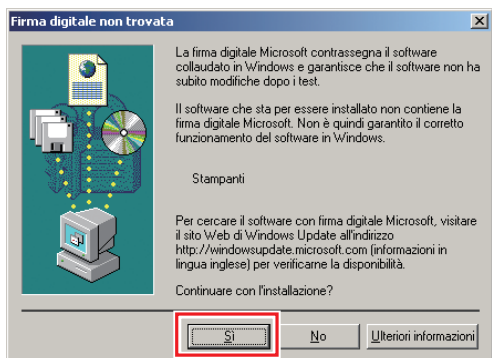 Firma digitale non trovata
La firma digitale Microsoft contrassegna il software
collaudato in Windows e garantisce che il software non ha
subito modifiche dopo i test.
Il software che sta per essere installato non contiene la
firma digitale Microsoft. Non è quindi garantito il corretto
funzionamento del software in Windows.
Stampanti
Per cercare il software con firma digitale Microsoft, visitare
il sito Web di Windows Update all'indirizzo
http://windowsupdate.microsoft.com (informazioni in
lingua inglese) per verificarne la disponibilità.
Continuare con l'installazione?
Sì No Ulteriori informazioni